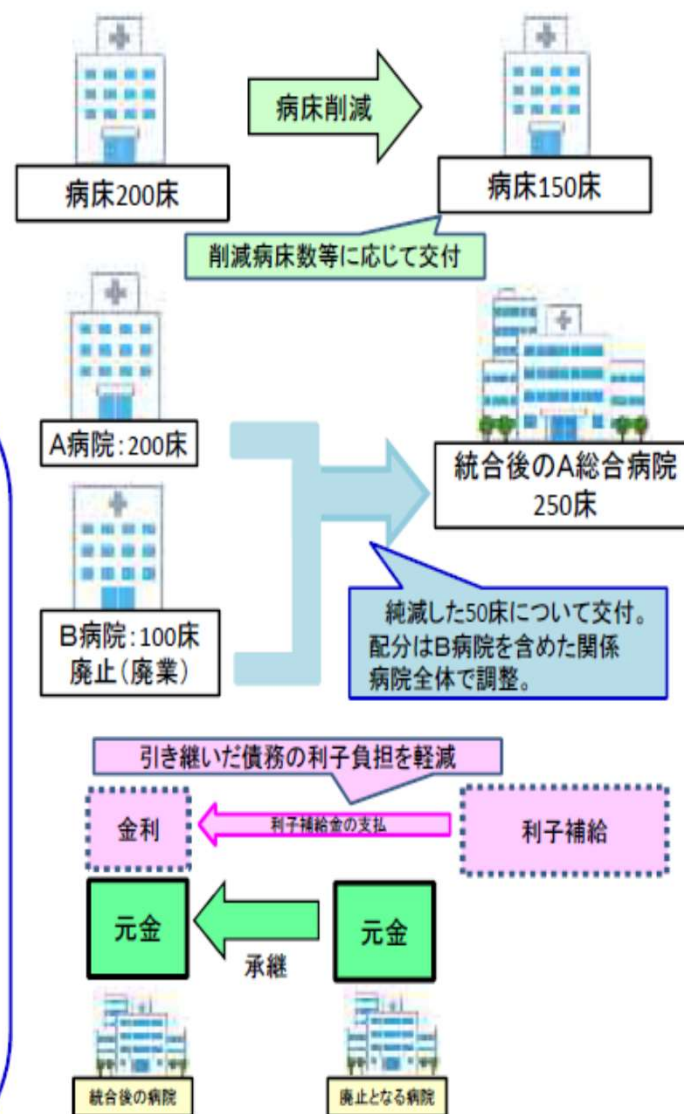 病床削減
病床200床
病床150床
削減病床数等に応じて交付
A病院：200床
統合後のA総合病院
250床
B病院：100床
廃止（廃業）
純減した50床について交付。
配分はB病院を含めた関係
病院全体で調整。
引き継いだ債務の利子負担を軽減
金利
利子補給金の支払
利子補給
元金
元金
承継
統合後の病院
廃止となる病院